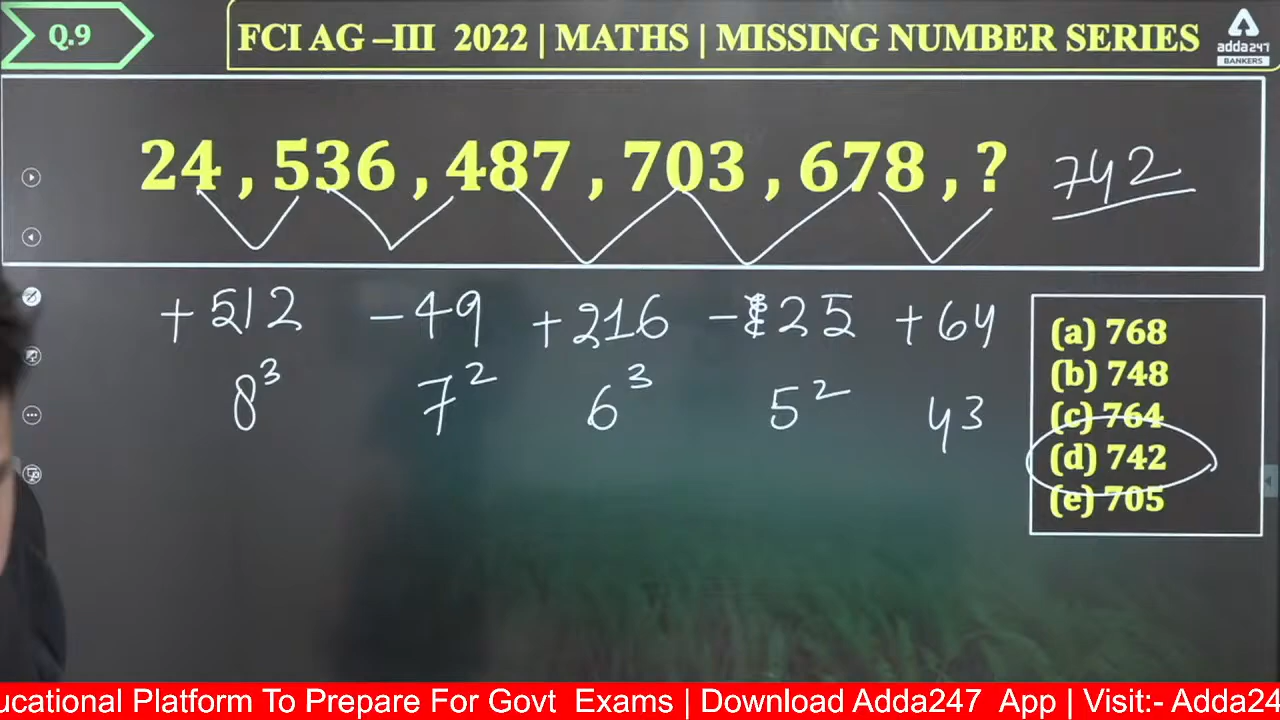 Q.9
FCI AG –III 2022 | MATHS | MISSING NUMBER SERIES
adda247
BANKERS
24 , 536 , 487 , 703 , 678 , ?
742
+512 -49 +216 -25 +64
8³ 7² 6³ 5² 43
(a) 768
(b) 748
(c) 764
(d) 742
(e) 705
ucational Platform To Prepare For Govt Exams | Download Adda247 App | Visit:- Adda24